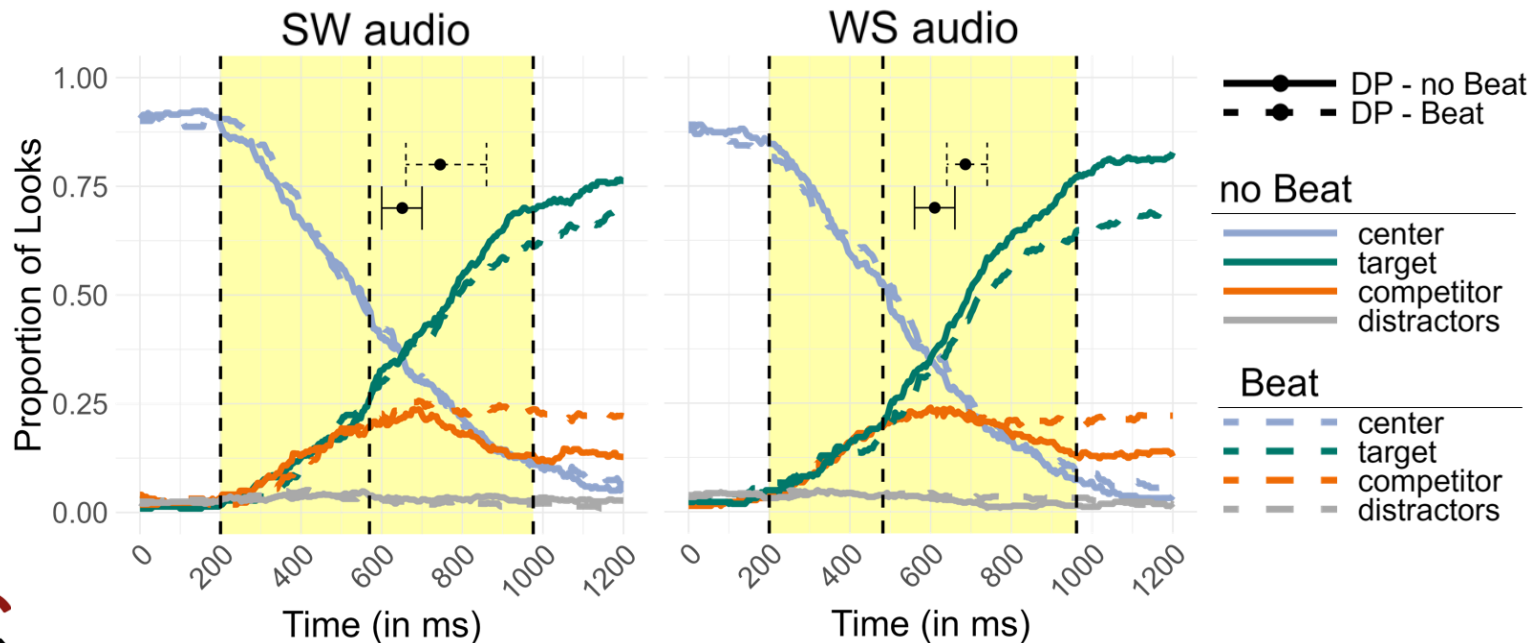 SW audio
WS audio
Proportion of Looks
1.00
0.75
0.50
0.25
0.00
0 200 400 600 800 1000 1200
0 200 400 600 800 1000 1200
Time (in ms)
Time (in ms)
DP - no Beat
DP - Beat
no Beat
center
target
competitor
distractors
Beat
center
target
competitor
distractors